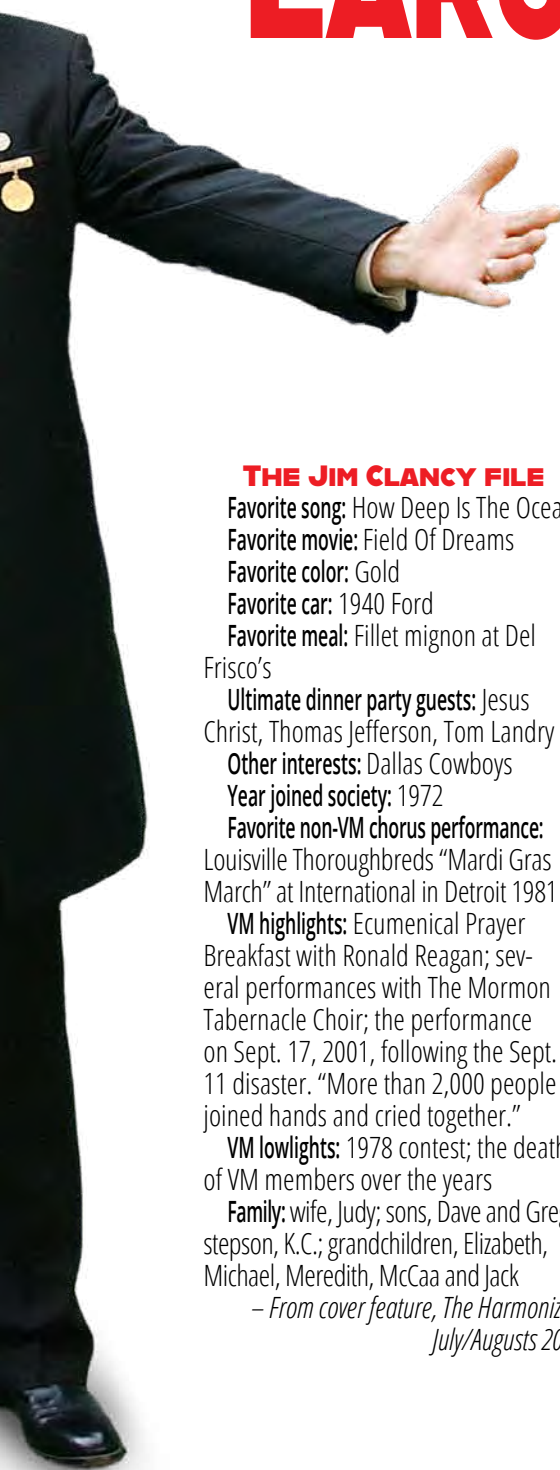 THE JIM CLANCY FILE
Favorite song: How Deep Is The
Favorite movie: Field Of Dreams
Favorite color: Gold
Favorite car: 1940 Ford
Favorite meal: Fillet mignon at Del
Frisco's
Ultimate dinner party guests: Jesus
Christ, Thomas Jefferson, Tom Landry
Other interests: Dallas Cowboys
Year joined society: 1972
Favorite non-VM chorus performance:
Louisville Thoroughbreds “Mardi Gras
March” at International in Detroit 1981
VM highlights: Ecumenical Prayer
Breakfast with Ronald Reagan; sev-
eral performances with The Mormon
Tabernacle Choir; the performance
on Sept. 17, 2001, following the Sept.
11 disaster. “More than 2,000 people
joined hands and cried together.”
VM lowlights: 1978 contest; the death
of VM members over the years
Family: wife, Judy; sons, Dave and
stepson, K.C.; grandchildren, Elizabeth,
Michael, Meredith, McCaa and Jack
– From cover feature, The
July/Augusts